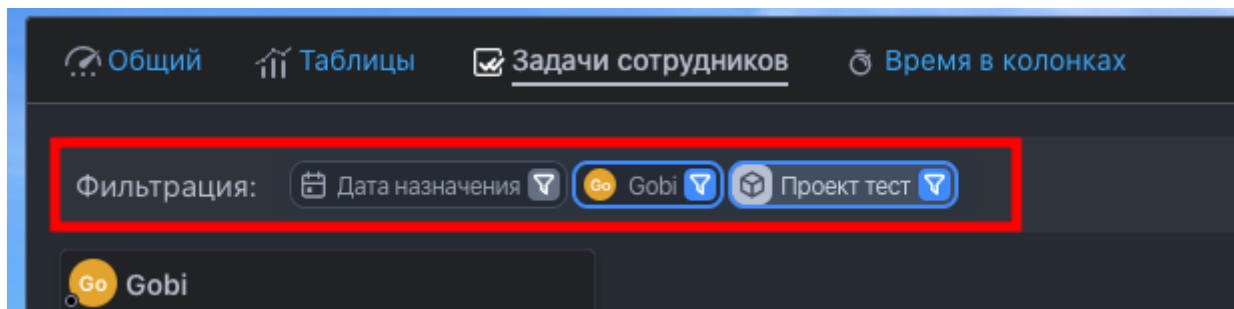 Общий Таблицы Задачи сотрудников Время в колонках
Фильтрация: Дата назначения Go Gobi Проект тест
Go Gobi